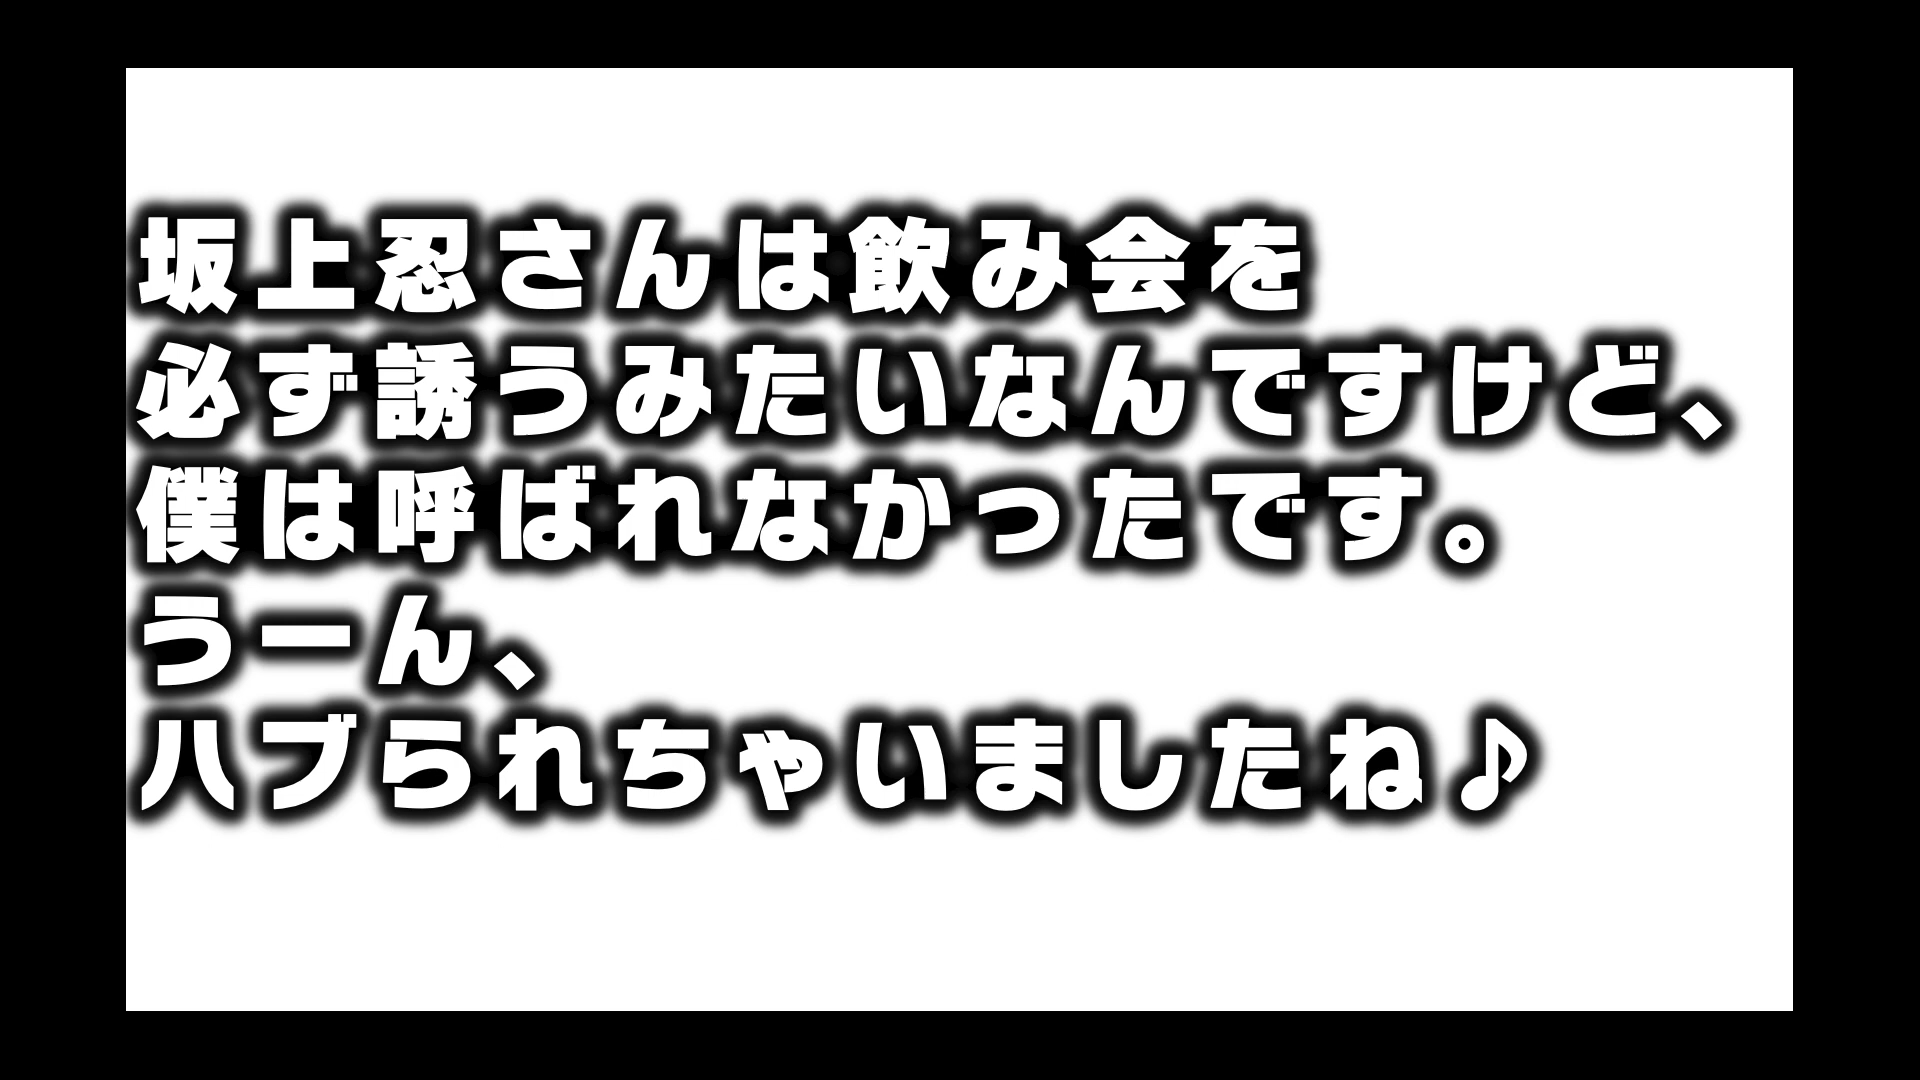 坂上忍さんは飲み会を
必ず誘うみたいなんですけど、
僕は呼ばれなかったです。
うーん、
ハブられちゃいましたね♪